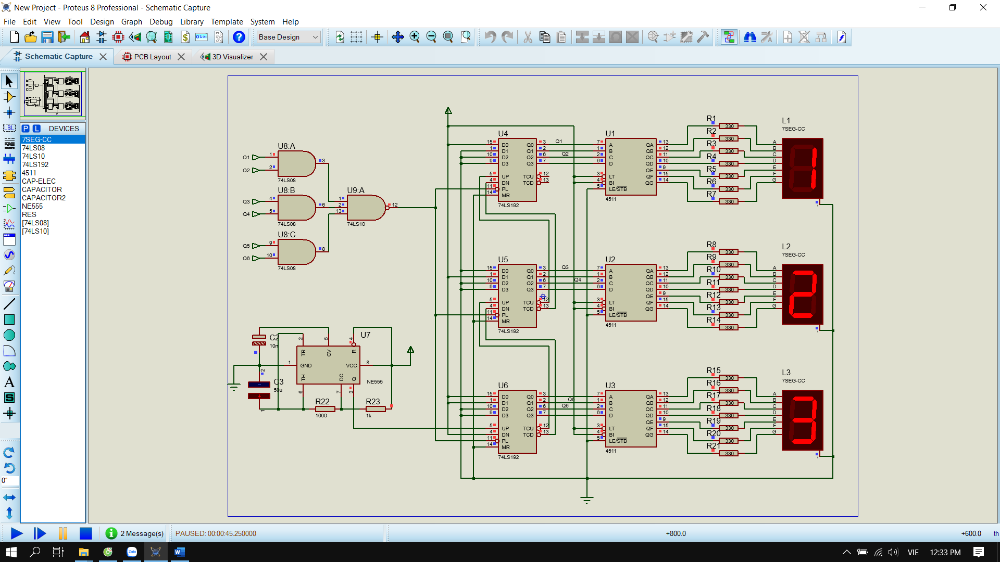 New Project - Proteus 8 Professional - Schematic Capture
File Edit View Tool Design Graph Debug Library Template System Help
Base Design
Schematic Capture
PCB Layout
3D Visualizer
P L DEVICES
7SEG-CC
74LS08
74LS10
74LS192
4511
CAP-ELEC
CAPACITOR
CAPACITOR2
NE555
RES
[74LS08]
[74LS10]
0°
U8:A
Q1 1
Q2 2
3
74LS08
U8:B
Q3 4
Q4 5
6
74LS08
U8:C
Q5 9
Q6 10
8
74LS08
U9:A
1
2
13
12
74LS10
U7
C2
10n
C3
50u
1 GND
TR 2
CV 5
R 4
VCC 8
TH 6
DC 7
Q 3
NE555
R22
1000
R23
1k
U4
15 D0 Q0 3 Q1
1 D1 Q1 2
10 D2 Q2 6 Q2
9 D3 Q3 7
5 UP TCU 12
4 DN TCD 13
11 PL
14 MR
74LS192
U5
15 D0 Q0 3 Q3
1 D1 Q1 2
10 D2 Q2 6 Q4
9 D3 Q3 7
5 UP TCU 12
4 DN TCD 13
11 PL
14 MR
74LS192
U6
15 D0 Q0 3
1 D1 Q1 2 Q5
10 D2 Q2 6 Q6
9 D3 Q3 7
5 UP TCU 12
4 DN TCD 13
11 PL
14 MR
74LS192
U1
7 A QA 13
1 B QB 12
2 C QC 11
6 D QD 10
QE 9
3 LT QF 15
4 BI QG 14
5 LE/STB
4511
U2
7 A QA 13
1 B QB 12
2 C QC 11
6 D QD 10
QE 9
3 LT QF 15
4 BI QG 14
5 LE/STB
4511
U3
7 A QA 13
1 B QB 12
2 C QC 11
6 D QD 10
QE 9
3 LT QF 15
4 BI QG 14
5 LE/STB
4511
R1 330
R2 330
R3 330
R4 330
R5 330
R6 330
R7 330
R8 330
R9 330
R10 330
R11 330
R12 330
R13 330
R14 330
R15 330
R16 330
R17 330
R18 330
R19 330
R20 330
R21 330
L1
7SEG-CC
A
B
C
D
E
F
G
1
L2
7SEG-CC
A
B
C
D
E
F
G
2
L3
7SEG-CC
A
B
C
D
E
F
G
3
2 Message(s)
PAUSED: 00:00:45.250000
+800.0
+600.0 th
Zalo
VIE
12:33 PM